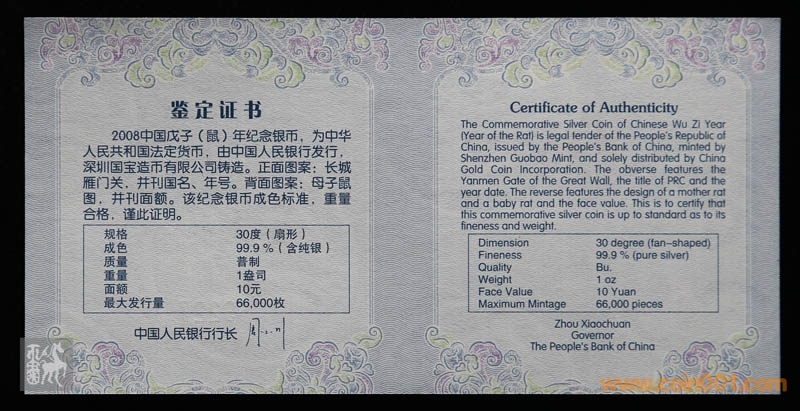 鉴定证书
2008中国戊子（鼠）年纪念银币，为中华
人民共和国法定货币，由中国人民银行发行，
深圳国宝造币有限公司铸造。正面图案：长城
雁门关，并刊国名、年号。背面图案：母子鼠
图，并刊面额。该纪念银币成色标准，重量
合格，谨此证明。
规格 30度（扇形）
成色 99.9%（含纯银）
质量 普制
重量 1盎司
面额 10元
最大发行量 66,000枚
中国人民银行行长
Certificate of Authenticity
The Commemorative Silver Coin of Chinese Wu Zi Year
(Year of the Rat) is legal tender of the People's Republic of
China, issued by the People's Bank of China, minted by
Shenzhen Guobao Mint, and solely distributed by China
Gold Coin Incorporation. The obverse features the
Yanmen Gate of the Great Wall, the title of PRC and the
year date. The reverse features the design of a mother rat
and a baby rat and the face value. This is to certify that
this commemorative silver coin is up to standard as to its
fineness and weight.
Dimension 30 degree (fan-shaped)
Fineness 99.9 % (pure silver)
Quality Bu.
Weight 1 oz
Face Value 10 Yuan
Maximum Mintage 66,000 pieces
Zhou Xiaochuan
Governor
The People's Bank of China
www.coin001.com